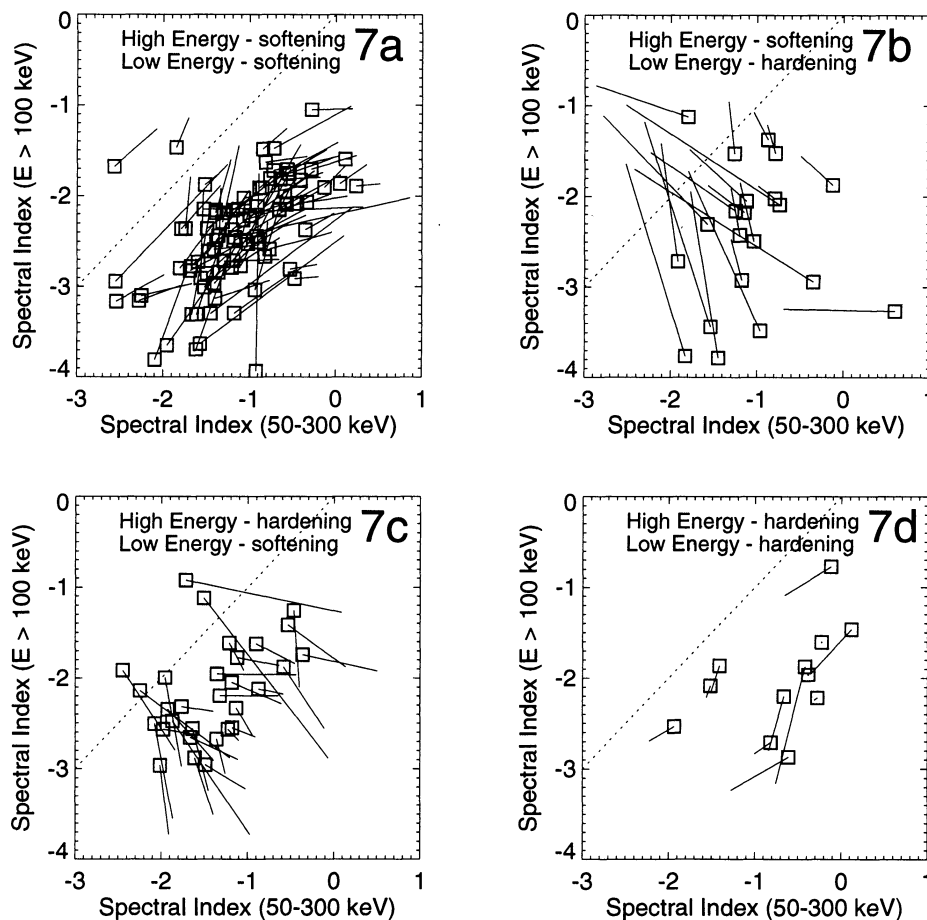 High Energy - softening
Low Energy - softening
7a
0
-1
-2
-3
-4
Spectral Index (E > 100 keV)
-3 -2 -1 0 1
Spectral Index (50-300 keV)
High Energy - softening
Low Energy - hardening
7b
0
-1
-2
-3
-4
Spectral Index (E > 100 keV)
-3 -2 -1 0 1
Spectral Index (50-300 keV)
High Energy - hardening
Low Energy - softening
7c
0
-1
-2
-3
-4
Spectral Index (E > 100 keV)
-3 -2 -1 0 1
Spectral Index (50-300 keV)
High Energy - hardening
Low Energy - hardening
7d
0
-1
-2
-3
-4
Spectral Index (E > 100 keV)
-3 -2 -1 0 1
Spectral Index (50-300 keV)